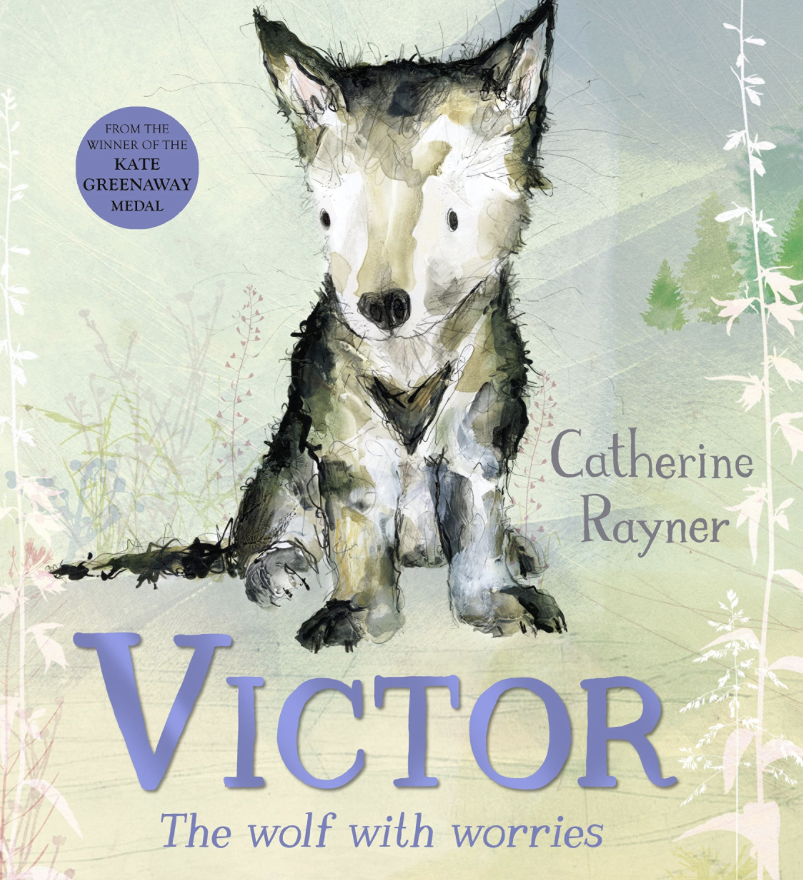 FROM THE
WINNER OF THE
KATE
GREENAWAY
MEDAL
Catherine
Rayner
VICTOR
The wolf with worries